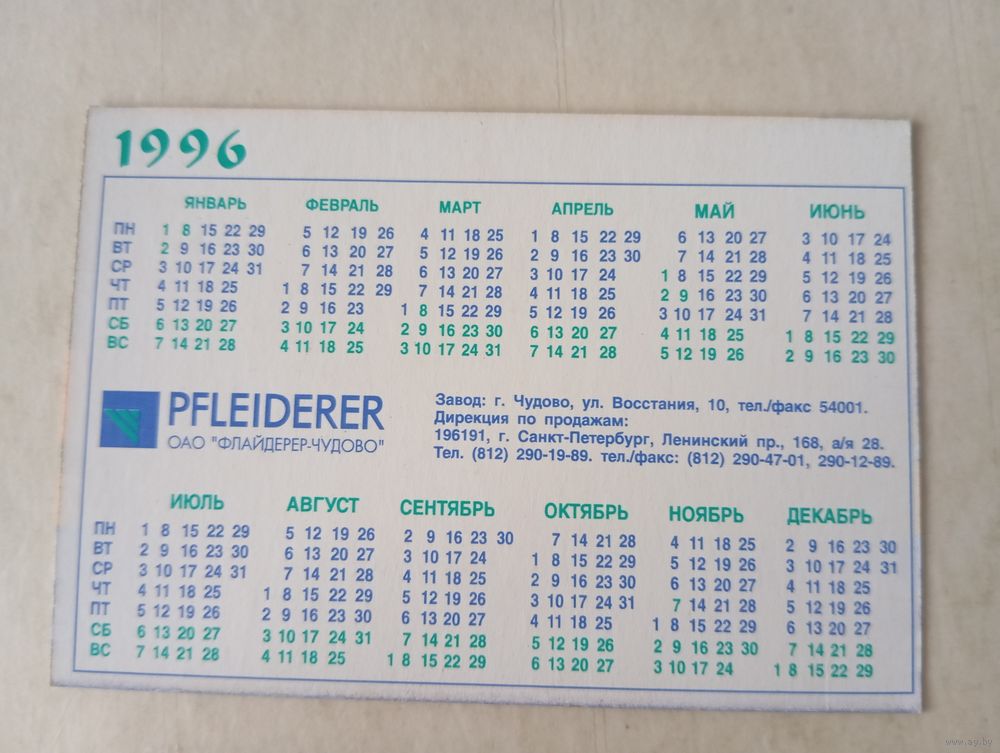 1996
ЯНВАРЬ ФЕВРАЛЬ МАРТ АПРЕЛЬ МАЙ ИЮНЬ
ПН 1 8 15 22 29 5 12 19 26 4 11 18 25 1 8 15 22 29 6 13 20 27 3 10 17 24
ВТ 2 9 16 23 30 6 13 20 27 5 12 19 26 2 9 16 23 30 7 14 21 28 4 11 18 25
СР 3 10 17 24 31 7 14 21 28 6 13 20 27 3 10 17 24 1 8 15 22 29 5 12 19 26
ЧТ 4 11 18 25 1 8 15 22 29 7 14 21 28 4 11 18 25 2 9 16 23 30 6 13 20 27
ПТ 5 12 19 26 2 9 16 23 1 8 15 22 29 5 12 19 26 3 10 17 24 31 7 14 21 28
СБ 6 13 20 27 3 10 17 24 2 9 16 23 30 6 13 20 27 4 11 18 25 1 8 15 22 29
ВС 7 14 21 28 4 11 18 25 3 10 17 24 31 7 14 21 28 5 12 19 26 2 9 16 23 30
PFLEIDERER
ОАО "ФЛАЙДЕРЕР-ЧУДОВО"
Завод: г. Чудово, ул. Восстания, 10, тел./факс 54001.
Дирекция по продажам:
196191, г. Санкт-Петербург, Ленинский пр., 168, а/я 28.
Тел. (812) 290-19-89. тел./факс: (812) 290-47-01, 290-12-89.
ИЮЛЬ АВГУСТ СЕНТЯБРЬ ОКТЯБРЬ НОЯБРЬ ДЕКАБРЬ
ПН 1 8 15 22 29 5 12 19 26 2 9 16 23 30 7 14 21 28 4 11 18 25 2 9 16 23 30
ВТ 2 9 16 23 30 6 13 20 27 3 10 17 24 1 8 15 22 29 5 12 19 26 3 10 17 24 31
СР 3 10 17 24 31 7 14 21 28 4 11 18 25 2 9 16 23 30 6 13 20 27 4 11 18 25
ЧТ 4 11 18 25 1 8 15 22 29 5 12 19 26 3 10 17 24 31 7 14 21 28 5 12 19 26
ПТ 5 12 19 26 2 9 16 23 30 6 13 20 27 4 11 18 25 1 8 15 22 29 6 13 20 27
СБ 6 13 20 27 3 10 17 24 31 7 14 21 28 5 12 19 26 2 9 16 23 30 7 14 21 28
ВС 7 14 21 28 4 11 18 25 1 8 15 22 29 6 13 20 27 3 10 17 24 1 8 15 22 29
www.ay.by